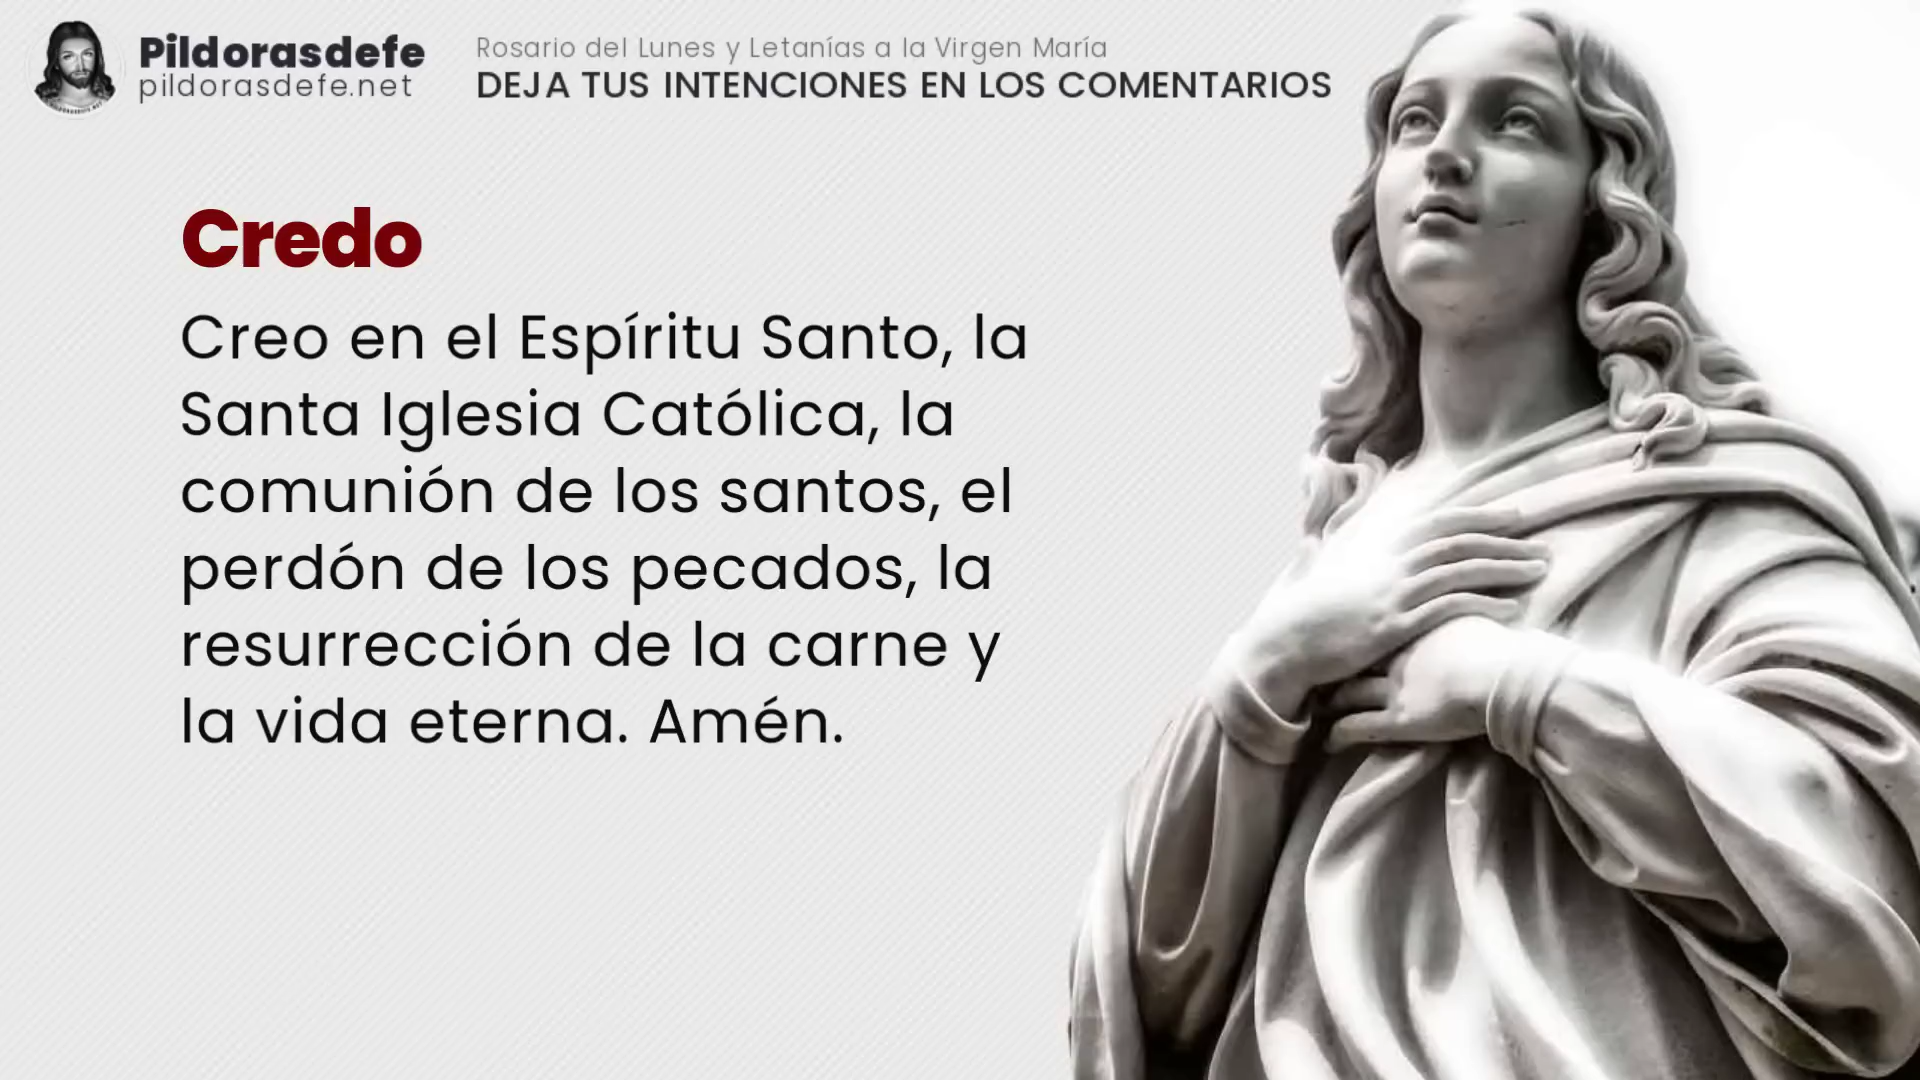 Pildorasdefe
pildorasdefe.net
Rosario del Lunes y Letanías a la Virgen María
DEJA TUS INTENCIONES EN LOS COMENTARIOS
Credo
Creo en el Espíritu Santo, la
Santa Iglesia Católica, la
comunión de los santos, el
perdón de los pecados, la
resurrección de la carne y
la vida eterna. Amén.